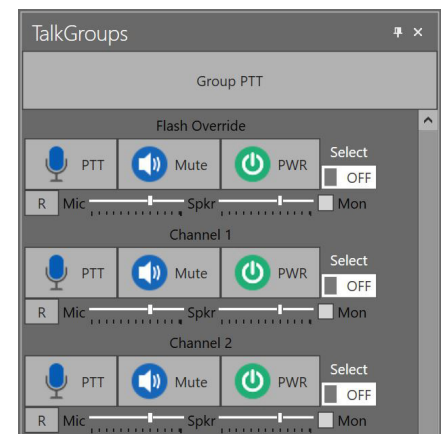 TalkGroups
Group PTT
Flash Override
PTT Mute PWR Select
OFF
R Mic Spkr Mon
Channel 1
PTT Mute PWR Select
OFF
R Mic Spkr Mon
Channel 2
PTT Mute PWR Select
OFF
R Mic Spkr Mon